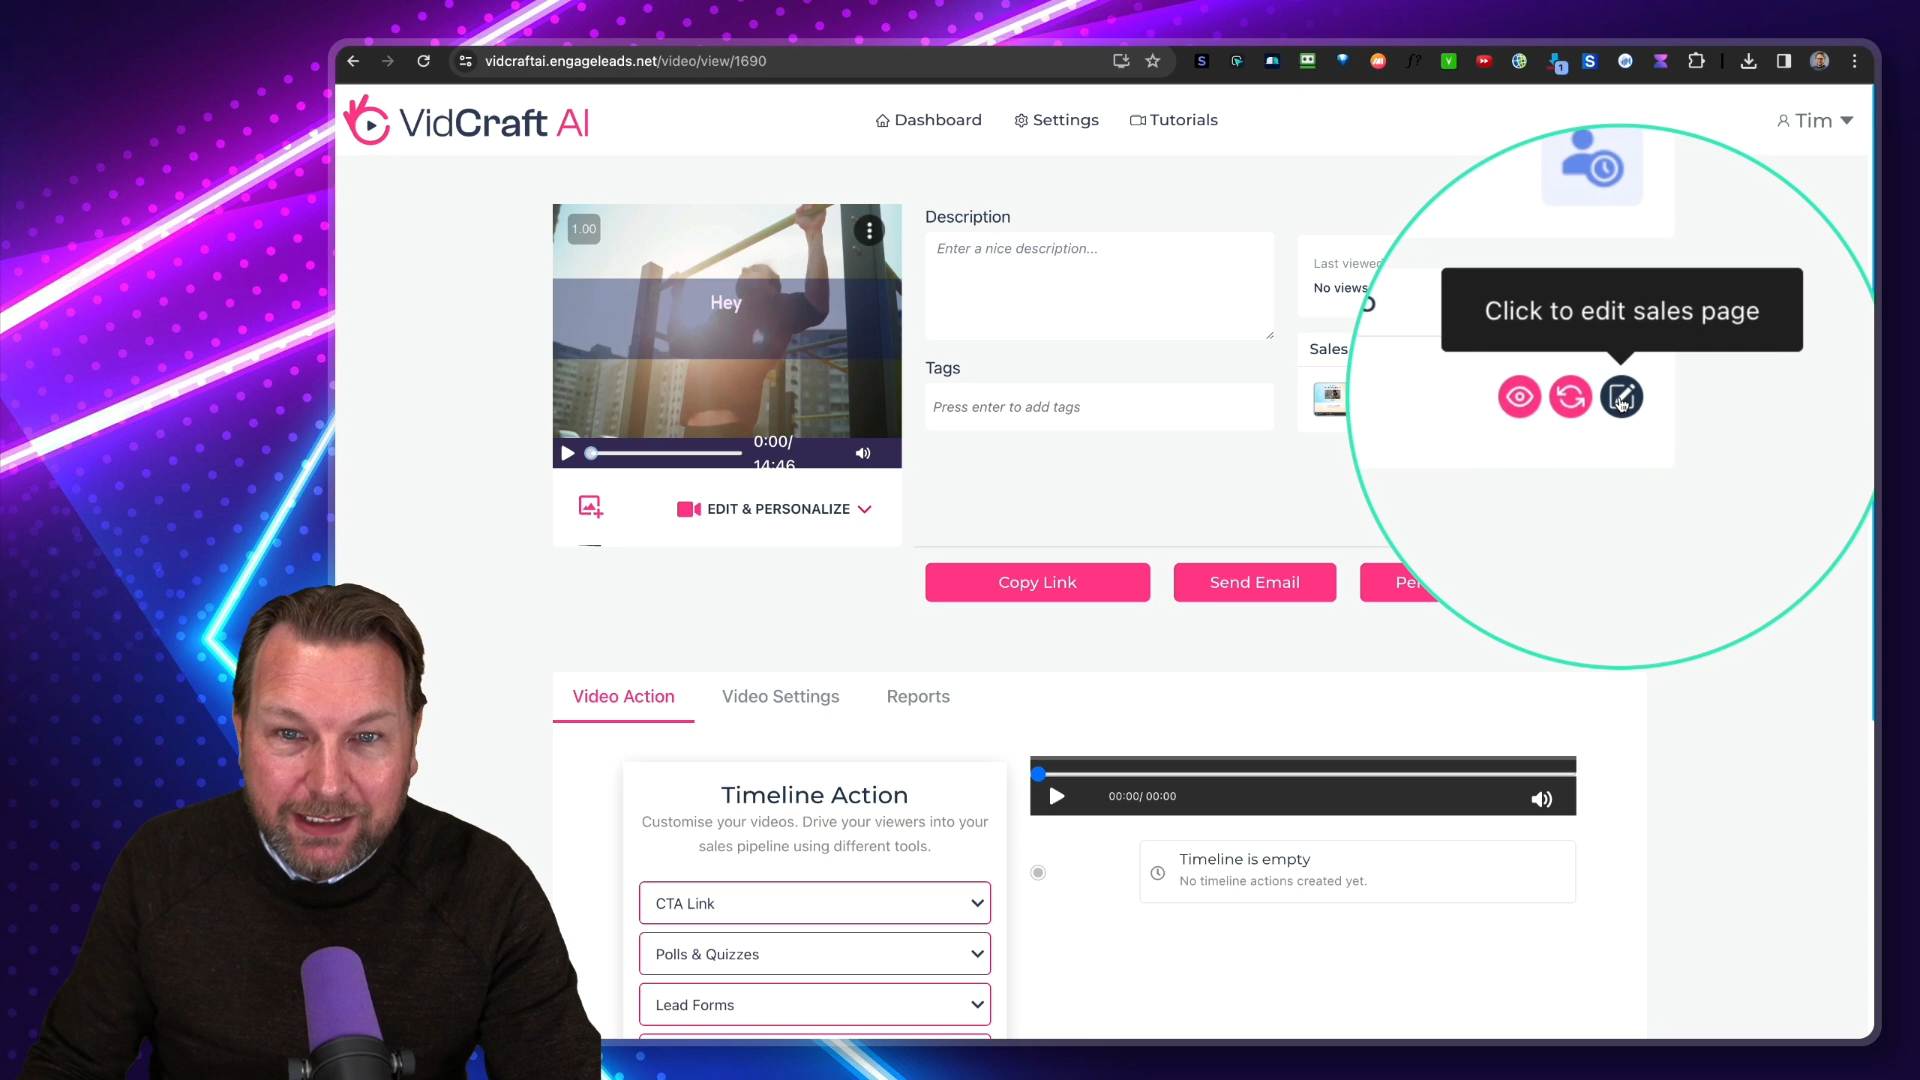 vidcraftai.engageleads.net/video/view/1690
VidCraft AI
Dashboard
Settings
Tutorials
Tim
1.00
Hey
0:00/
14:46
EDIT & PERSONALIZE
Description
Enter a nice description...
Tags
Press enter to add tags
Last viewed
No views
Sales
Click to edit sales page
Copy Link
Send Email
Video Action
Video Settings
Reports
Timeline Action
Customise your videos. Drive your viewers into your
sales pipeline using different tools.
CTA Link
Polls & Quizzes
Lead Forms
00:00/ 00:00
Timeline is empty
No timeline actions created yet.